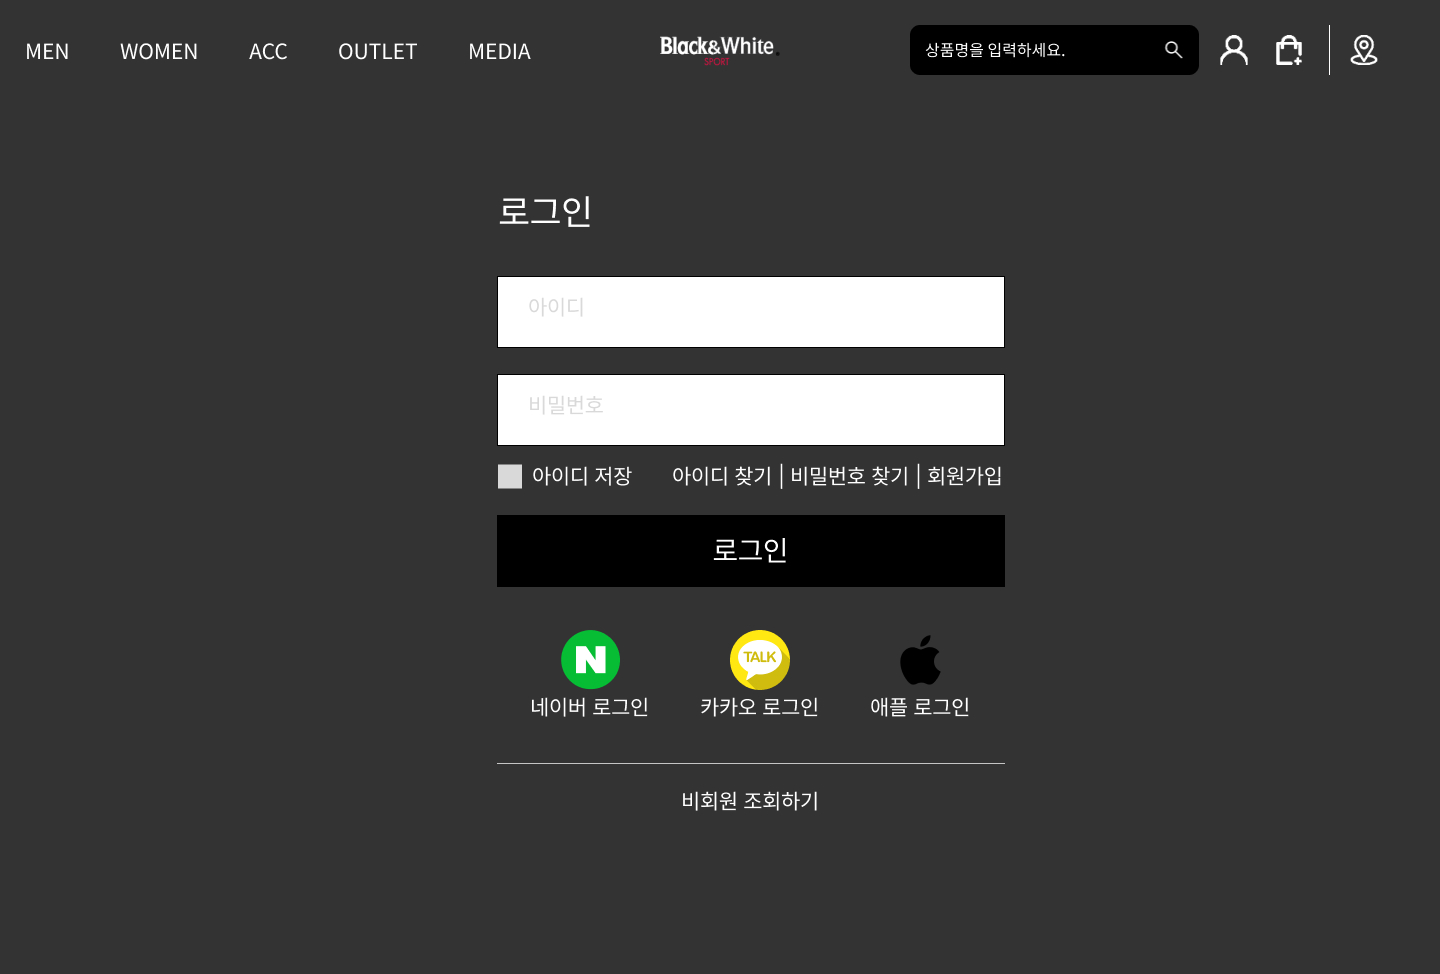 MEN WOMEN ACC OUTLET MEDIA Black&White. 상품명을 입력하세요.
SPORT
로그인
아이디
비밀번호
아이디 저장 아이디 찾기 | 비밀번호 찾기 | 회원가입
로그인
N TALK
네이버 로그인 카카오 로그인 애플 로그인
비회원 조회하기